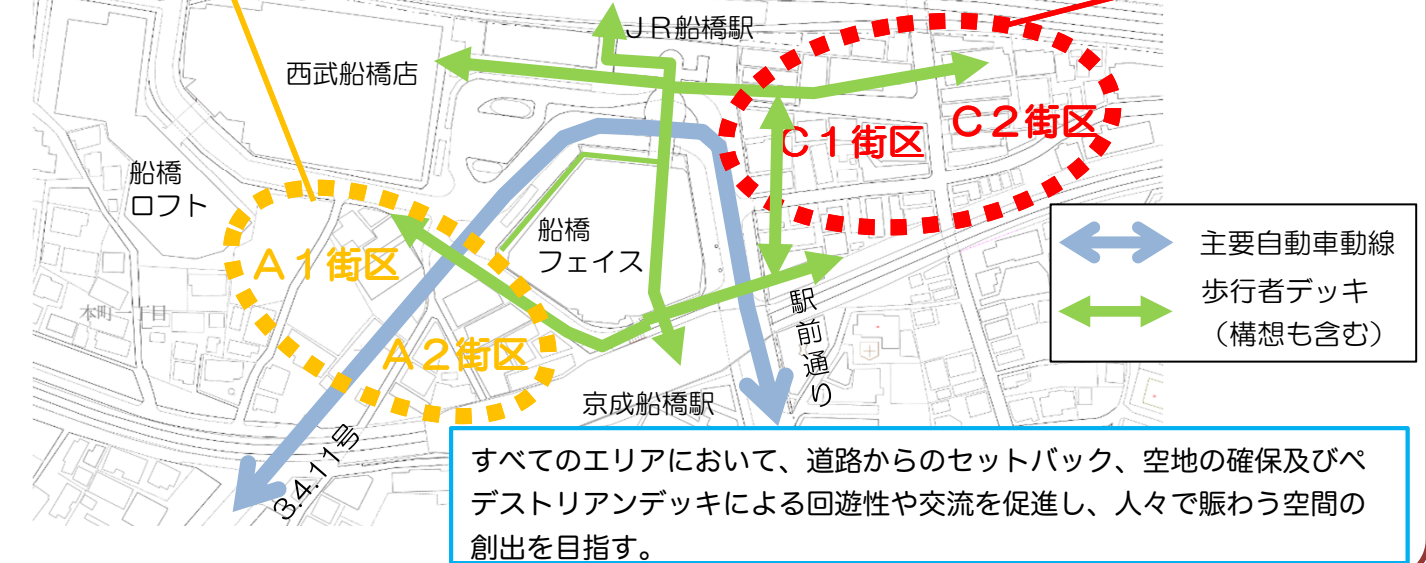 JR船橋駅
西武船橋店
C1街区
C2街区
船橋
ロフト
船橋
フェイス
A1街区
本町一丁目
A2街区
駅前通り
京成船橋駅
3.4.11号
主要自動車動線
歩行者デッキ
（構想も含む）
すべてのエリアにおいて、道路からのセットバック、空地の確保及びペ
デストリアンデッキによる回遊性や交流を促進し、人々で賑わう空間の
創出を目指す。